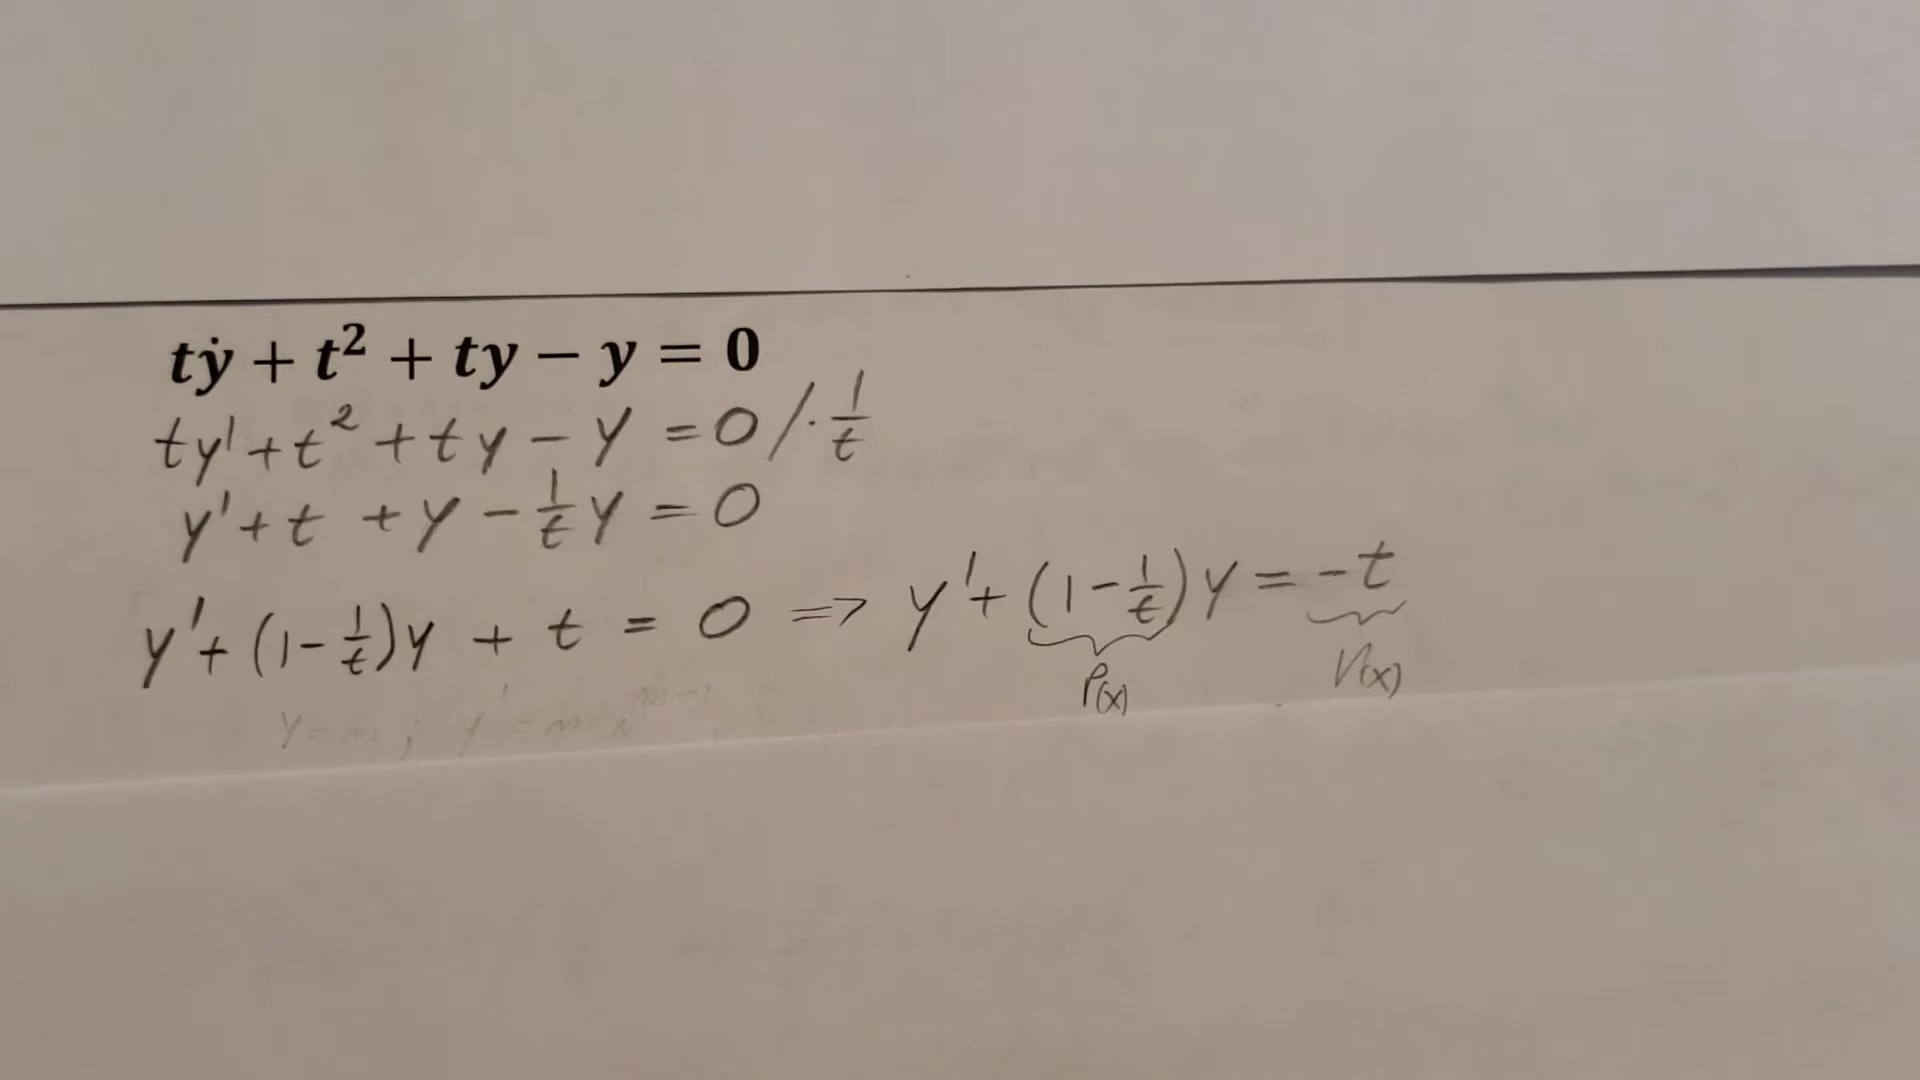 tẏ + t² + ty − y = 0
ty' + t² + ty − y = 0 /· 1/t
y' + t + y − 1/t y = 0
y' + (1 − 1/t)y + t = 0 => y' + (1 − 1/t)y = −t
P(x) V(x)